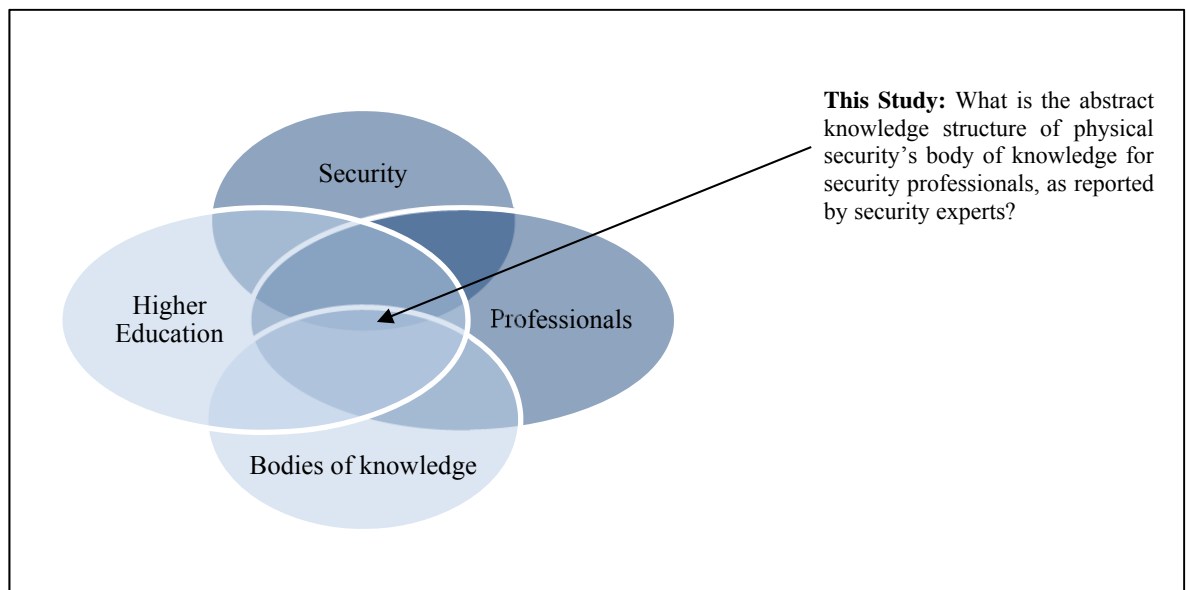 This Study: What is the abstract
knowledge structure of physical
security’s body of knowledge for
security professionals, as reported
by security experts?
Security
Higher
Education
Professionals
Bodies of knowledge